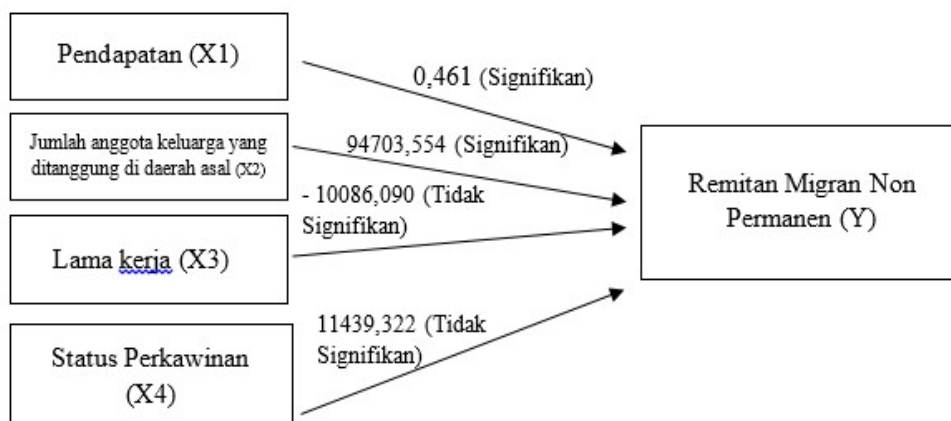 Pendapatan (X1)
0,461 (Signifikan)
Jumlah anggota keluarga yang
ditanggung di daerah asal (X2)
94703,554 (Signifikan)
- 10086,090 (Tidak
Signifikan)
Lama kerja (X3)
11439,322 (Tidak
Signifikan)
Status Perkawinan
(X4)
Remitan Migran Non
Permanen (Y)